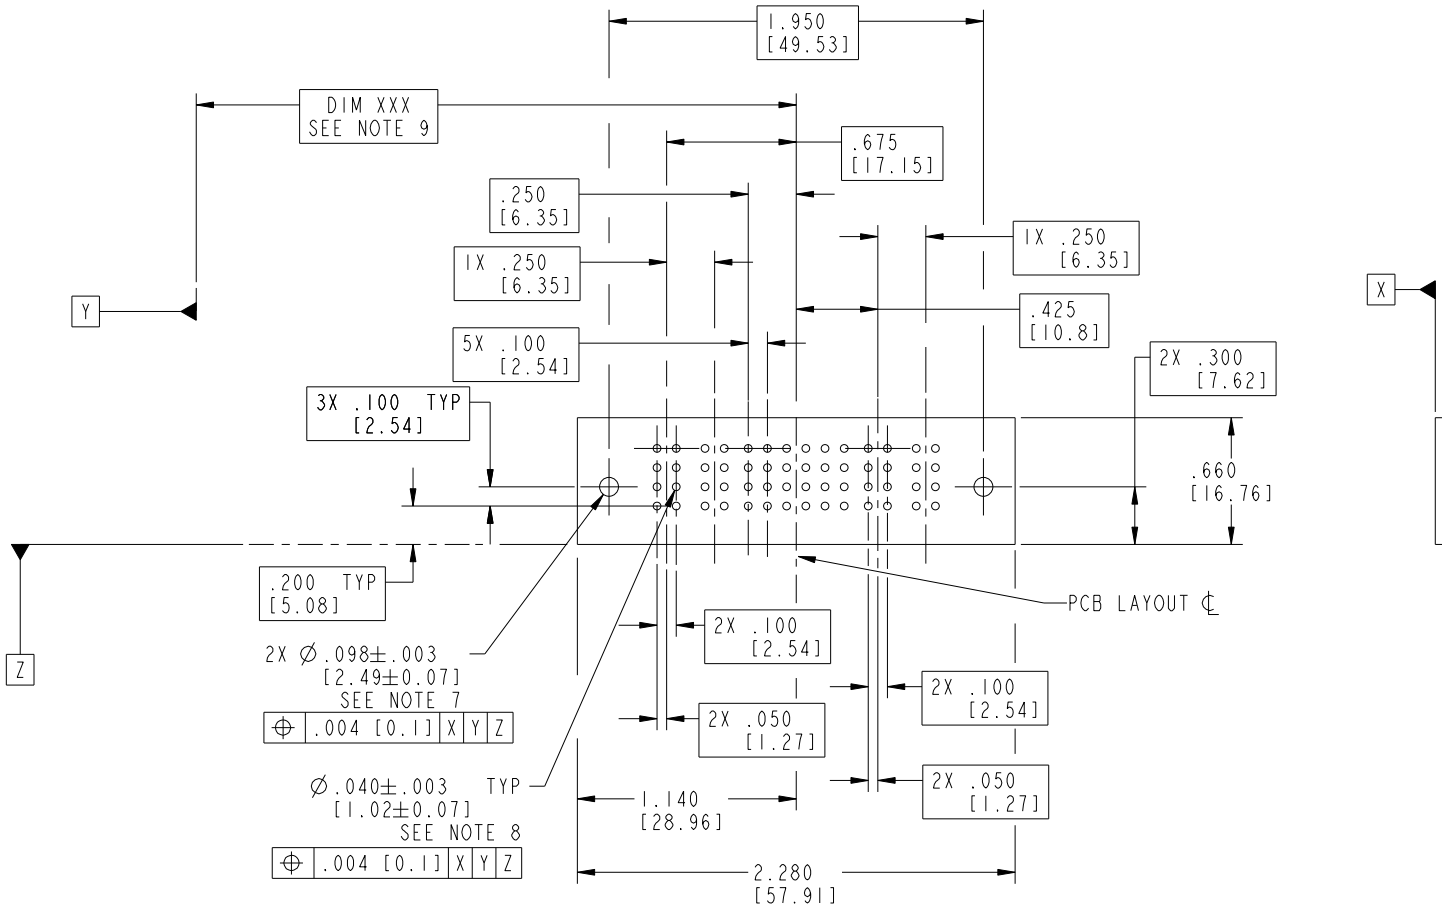 1.950
[49.53]
DIM XXX
SEE NOTE 9
.675
[17.15]
.250
[6.35]
1X .250
[6.35]
1X .250
[6.35]
Y
X
.425
[10.8]
5X .100
[2.54]
2X .300
[7.62]
3X .100 TYP
[2.54]
.660
[16.76]
.200 TYP
[5.08]
PCB LAYOUT ℄
Z
2X .100
[2.54]
2X Ø.098±.003
[2.49±0.07]
SEE NOTE 7
⌖ .004 [0.1] X Y Z
2X .100
[2.54]
2X .050
[1.27]
Ø.040±.003 TYP
[1.02±0.07]
SEE NOTE 8
⌖ .004 [0.1] X Y Z
2X .050
[1.27]
1.140
[28.96]
2.280
[57.91]